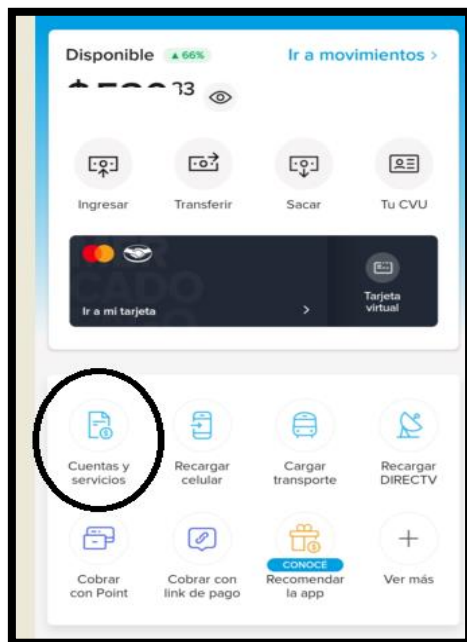 Disponible ▲ 66% Ir a movimientos >
33
Ingresar Transferir Sacar Tu CVU
Ir a mi tarjeta > Tarjeta
virtual
Cuentas y Recargar Cargar Recargar
servicios celular transporte DIRECTV
CONOCÉ
Cobrar Cobrar con Recomendar Ver más
con Point link de pago la app